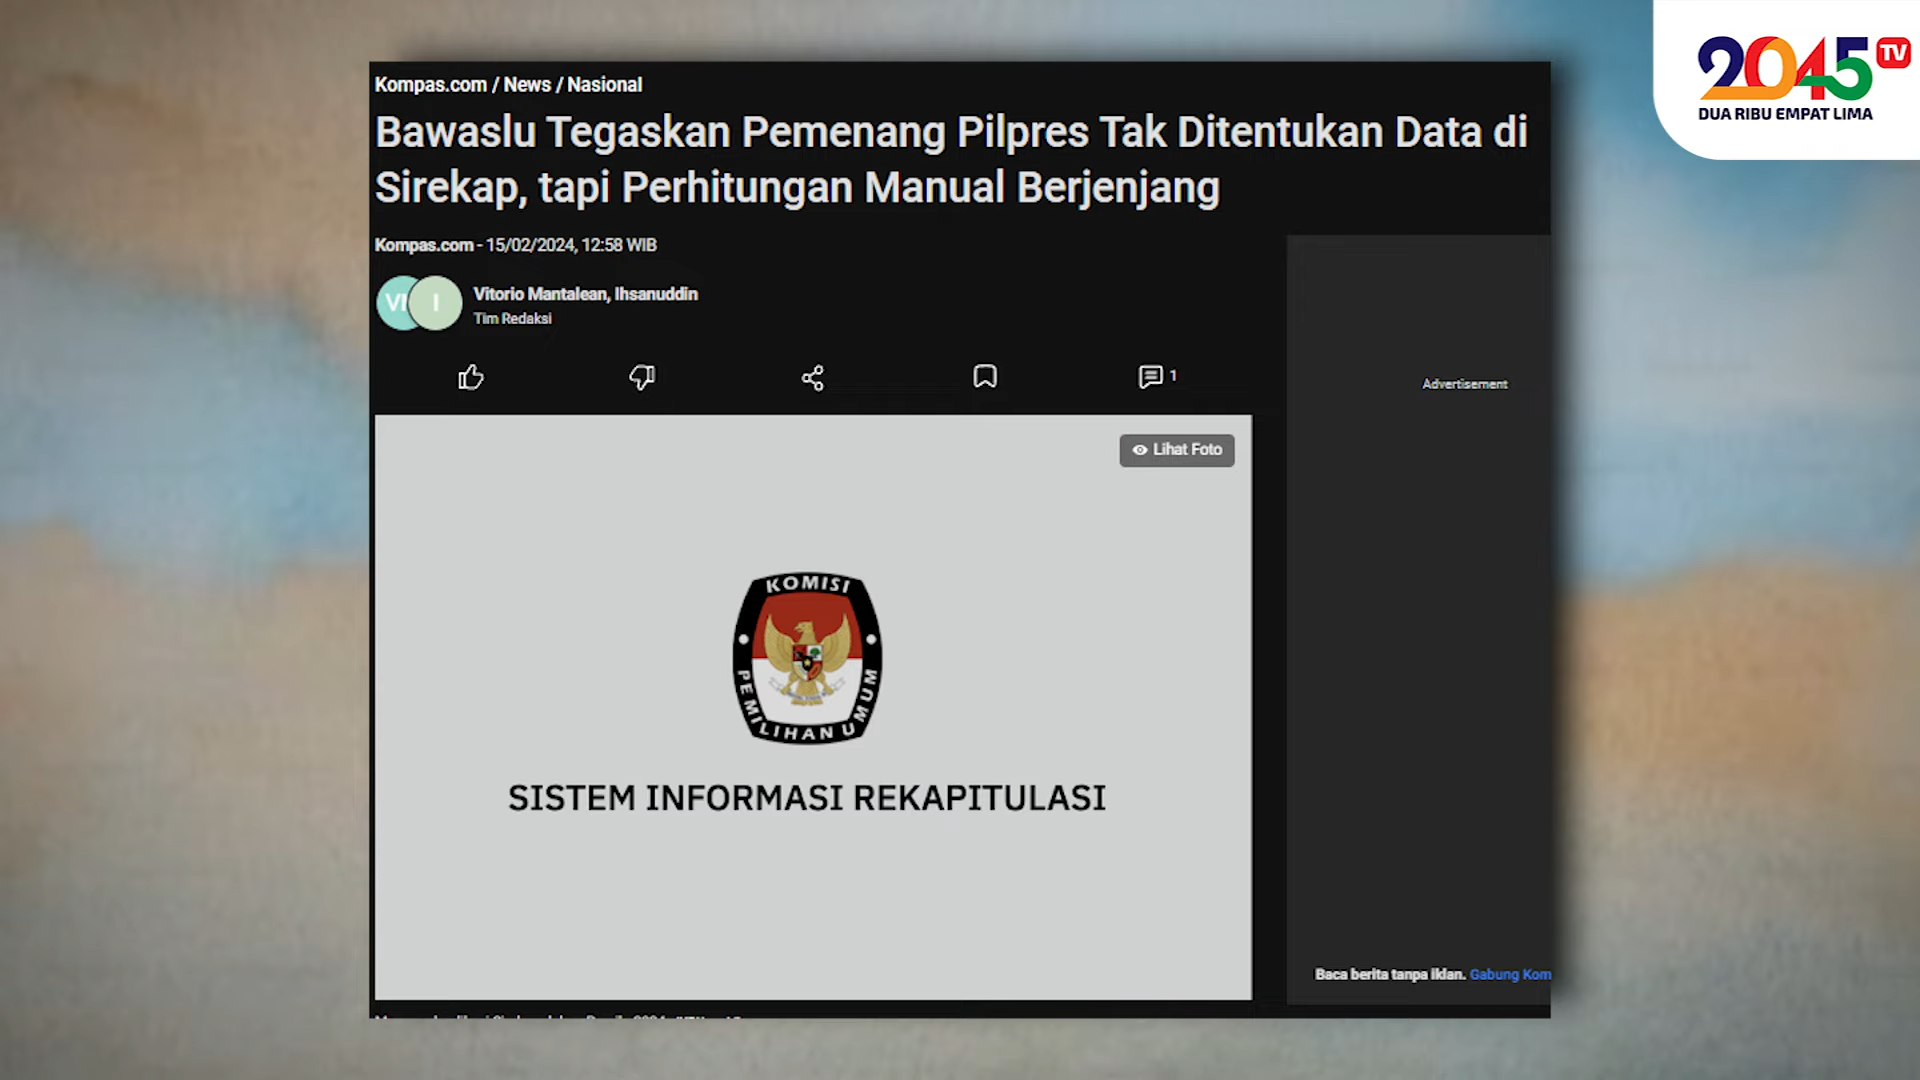 2045 TV
DUA RIBU EMPAT LIMA
Kompas.com / News / Nasional
Bawaslu Tegaskan Pemenang Pilpres Tak Ditentukan Data di
Sirekap, tapi Perhitungan Manual Berjenjang
Kompas.com - 15/02/2024, 12:58 WIB
VI
I
Vitorio Mantalean, Ihsanuddin
Tim Redaksi
1
Advertisement
Lihat Foto
KOMISI
PEMILIHAN UMUM
SISTEM INFORMASI REKAPITULASI
Baca berita tanpa iklan. Gabung Kom